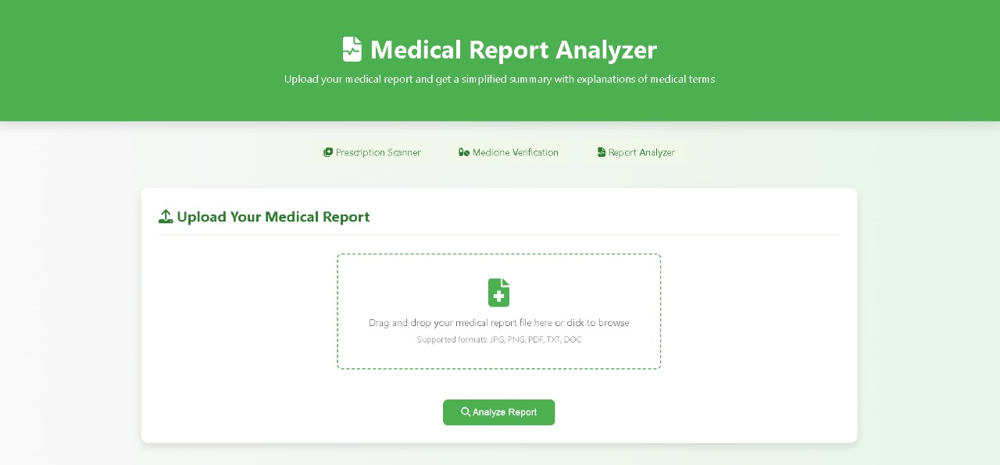 Medical Report Analyzer
Upload your medical report and get a simplified summary with explanations of medical terms
Prescription Scanner
Medicine Verification
Report Analyzer
Upload Your Medical Report
Drag and drop your medical report file here or click to browse
Supported formats: JPG, PNG, PDF, TXT, DOC
Analyze Report